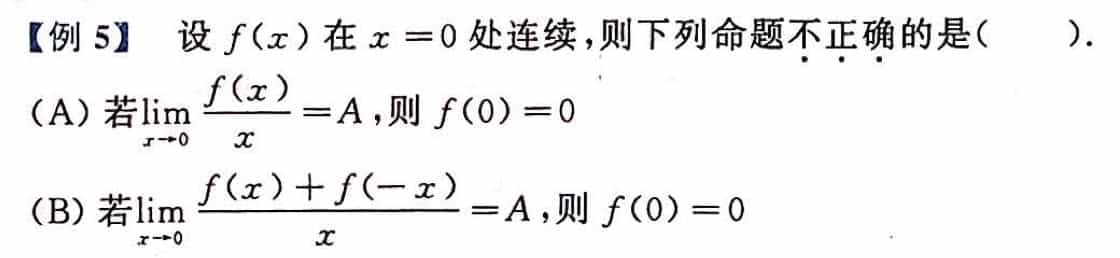 【例 5】 设 f(x) 在 x=0 处连续,则下列命题不正确的是( ).
(A) 若 $\lim_{x \to 0} \frac{f(x)}{x} = A$ ,则 f(0)=0
(B) 若 $\lim_{x \to 0} \frac{f(x)+f(-x)}{x} = A$ ,则 f(0)=0